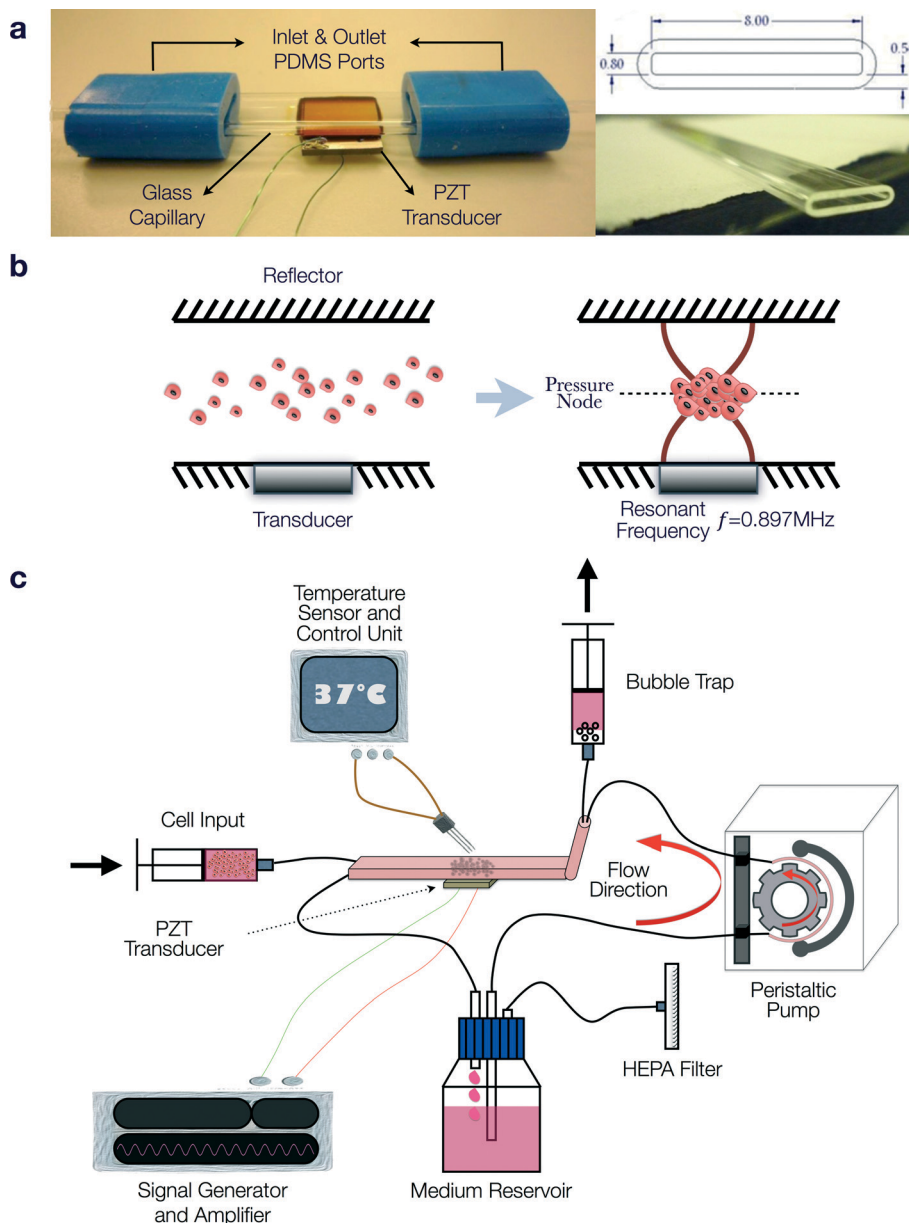 a
Inlet & Outlet
PDMS Ports
Glass
Capillary
PZT
Transducer
8.00
0.80
0.5
b
Reflector
Transducer
Pressure
Node
Resonant
Frequency f=0.897MHz
c
Temperature
Sensor and
Control Unit
37°C
Bubble Trap
Cell Input
PZT
Transducer
Flow
Direction
Peristaltic
Pump
HEPA Filter
Medium Reservoir
Signal Generator
and Amplifier